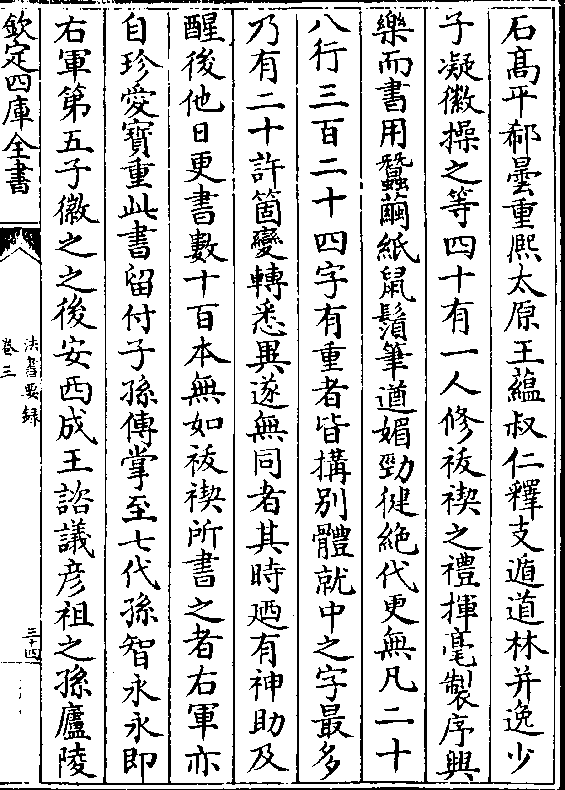 石髙平郗曇重熈太原王蘊叔仁釋支遁道林并逸少
子凝徽操之等四十有一人修祓禊之禮揮毫製序興
樂而書用蠶繭紙鼠鬚筆遒媚勁徤絶代更無凡二十
八行三百二十四字有重者皆搆别體就中之字最多
乃有二十許箇變轉悉異遂無同者其時廼有神助及
醒後他日更書數十百本無如祓禊所書之者右軍亦
自珍愛寶重此書留付子孫傳掌至七代孫智永永即
右軍第五子徽之之後安西成王諮議彦祖之孫廬陵
欽定四庫全書
法書要録
卷三
三十四